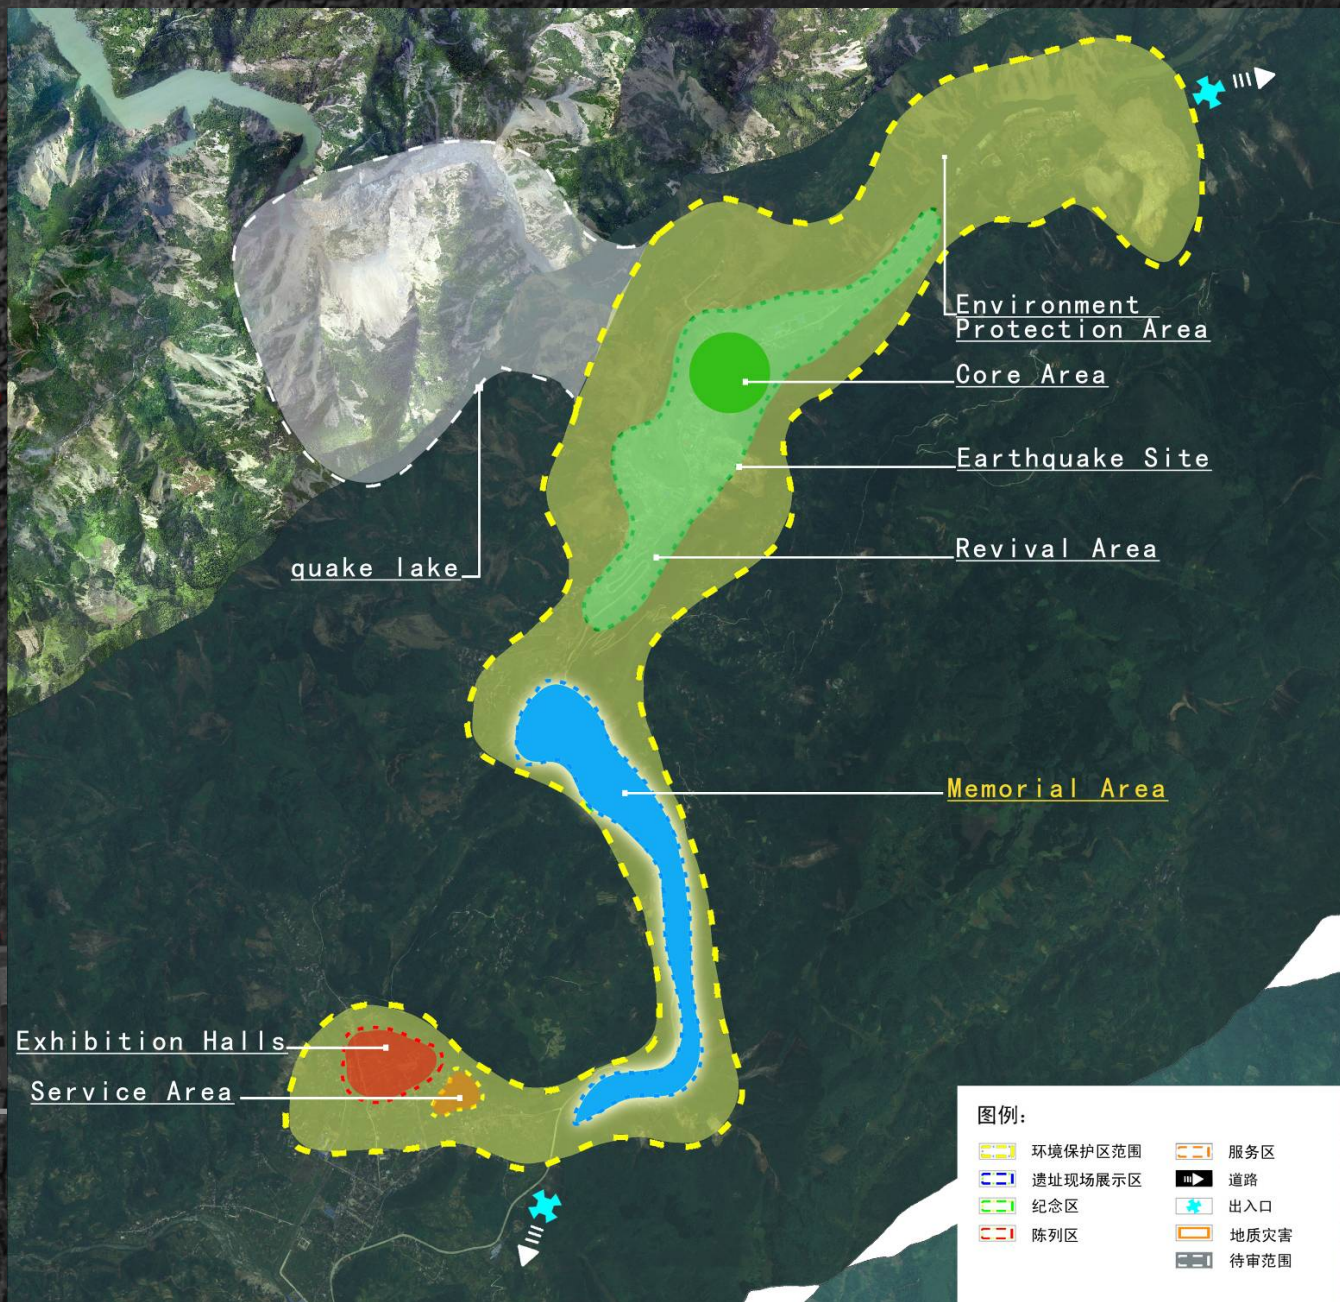 Environment
Protection Area
Core Area
Earthquake Site
quake lake
Revival Area
Memorial Area
Exhibition Halls
Service Area
图例:
环境保护区范围
服务区
遗址现场展示区
道路
纪念区
出入口
陈列区
地质灾害
待审范围